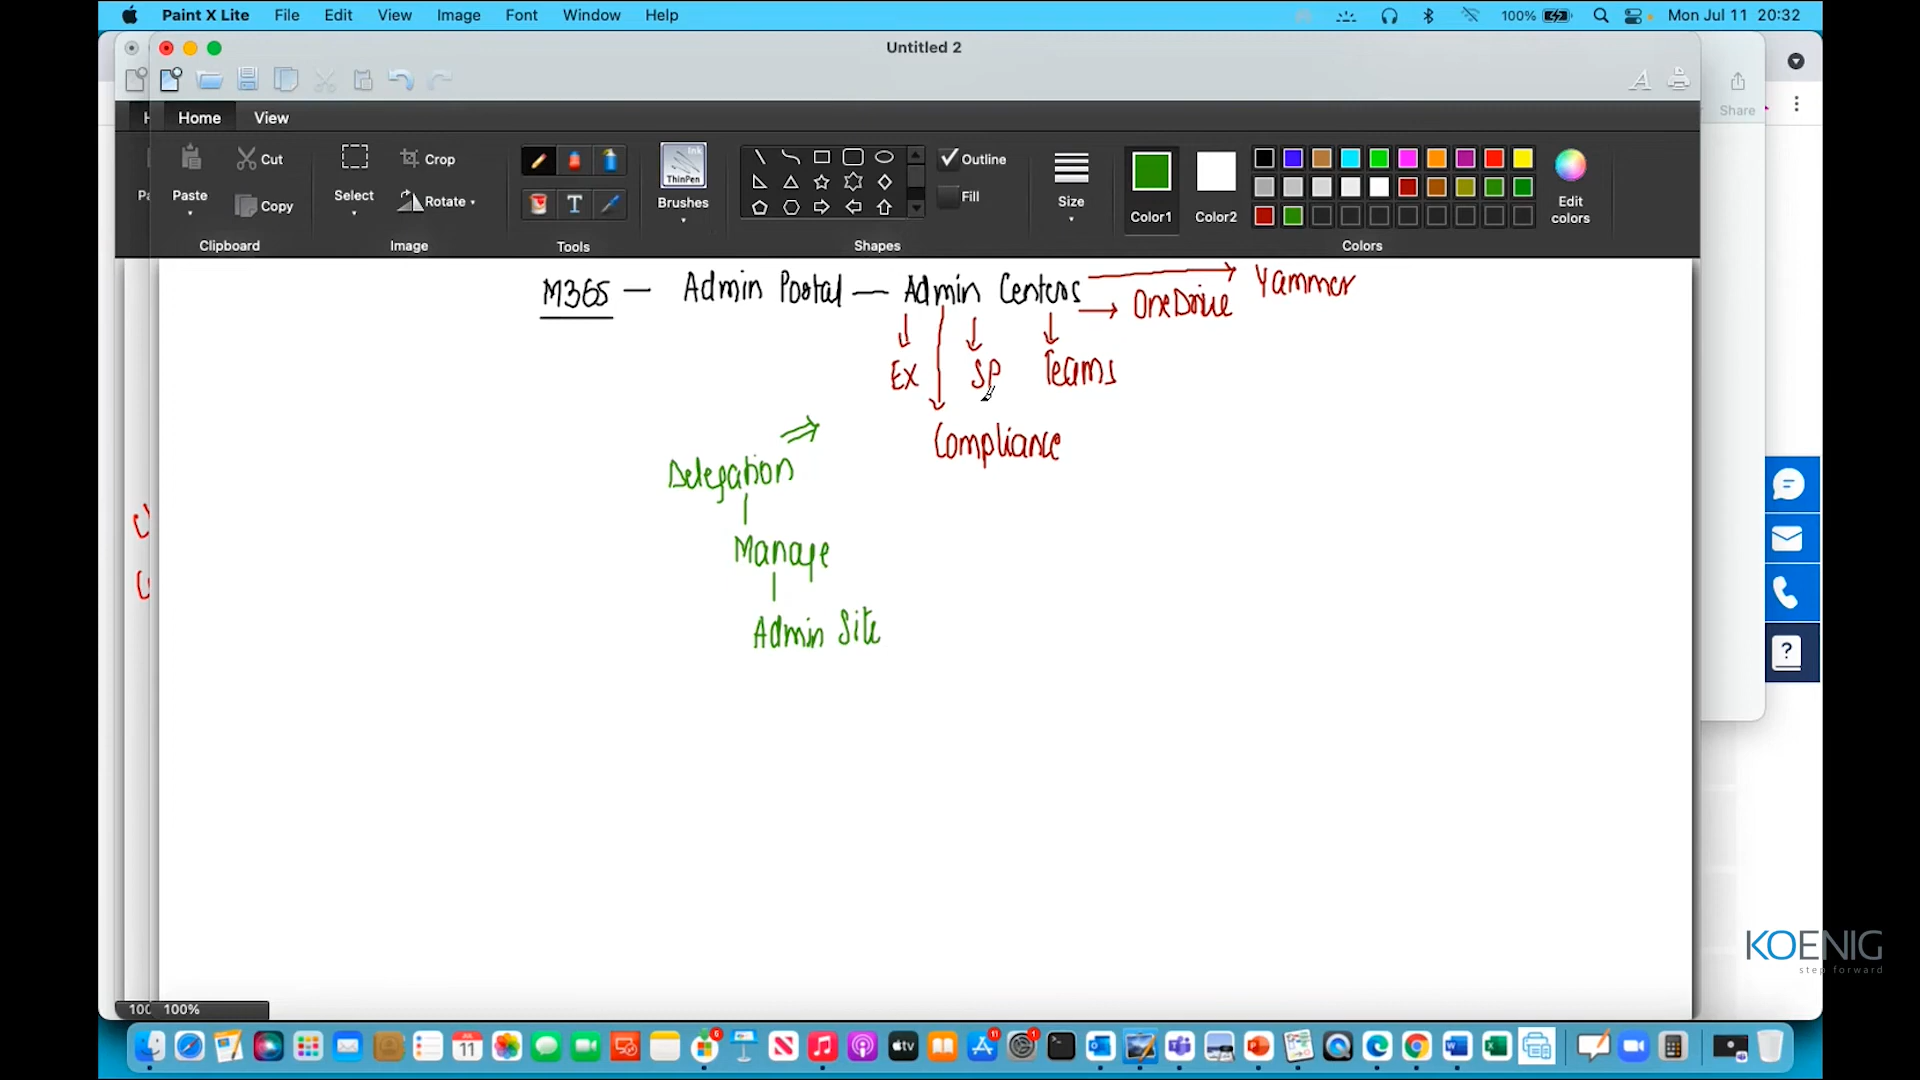 Paint X Lite File Edit View Image Font Window Help 100% Mon Jul 11 20:32
Untitled 2
Share
Home View
Paste Cut Copy Select Crop Rotate Brushes Outline Fill Size Color1 Color2 Edit colors
Ink
ThinPen
Clipboard Image Tools Shapes Colors
M365 — Admin Portal — Admin Centers → Yammer
→ OneDrive
Ex SP Teams
Compliance
Delegation
Manage
Admin Site
KOENIG
step forward
100%